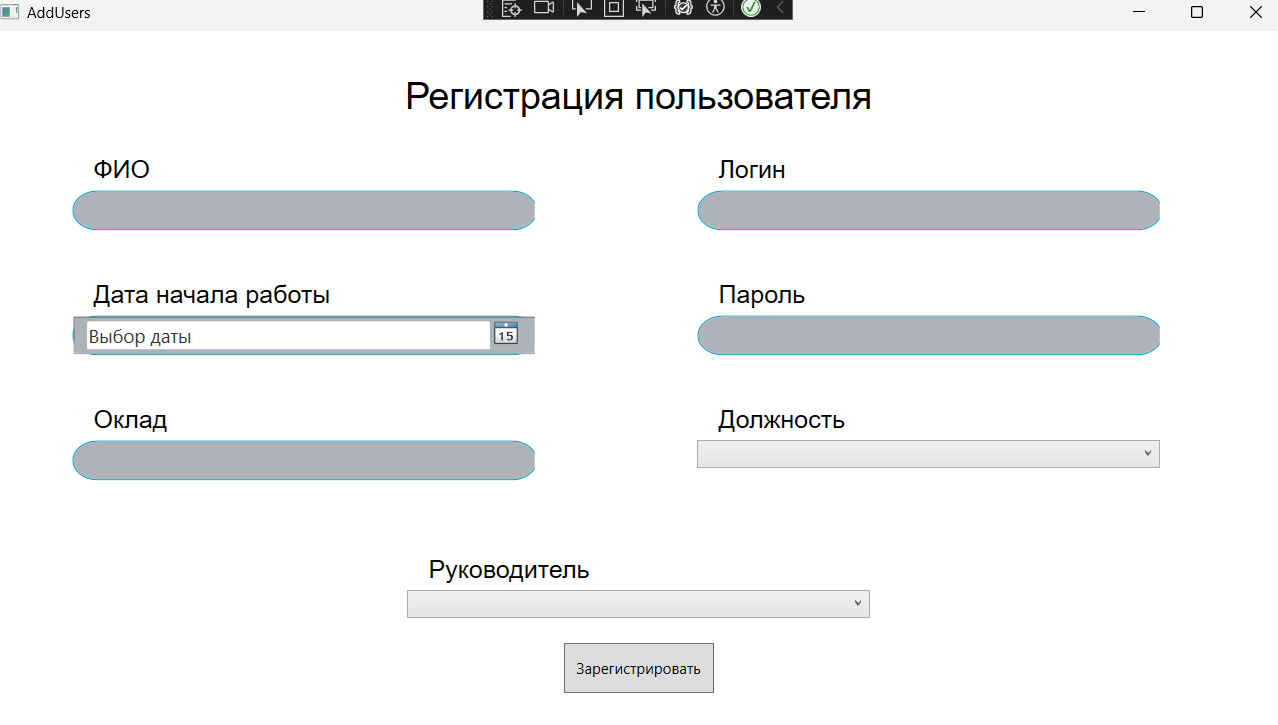 AddUsers
Регистрация пользователя
ФИО
Логин
Дата начала работы
Пароль
Выбор даты
15
Оклад
Должность
Руководитель
Зарегистрировать